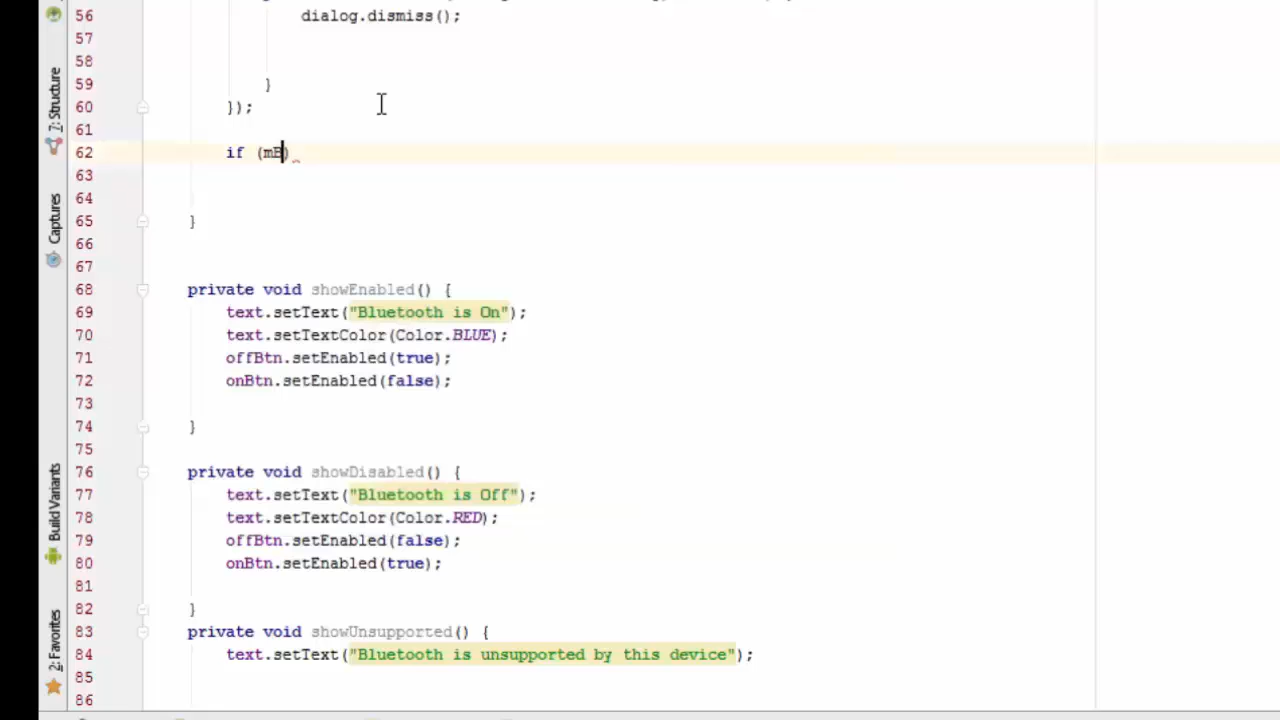 56 dialog.dismiss();
57
58
59 }
60 });
61
62 if (mB)
63
64
65 }
66
67
68 private void showEnabled() {
69 text.setText("Bluetooth is On");
70 text.setTextColor(Color.BLUE);
71 offBtn.setEnabled(true);
72 onBtn.setEnabled(false);
73
74 }
75
76 private void showDisabled() {
77 text.setText("Bluetooth is Off");
78 text.setTextColor(Color.RED);
79 offBtn.setEnabled(false);
80 onBtn.setEnabled(true);
81
82 }
83 private void showUnsupported() {
84 text.setText("Bluetooth is unsupported by this device");
85
86
7: Structure
Captures
Build Variants
2: Favorites